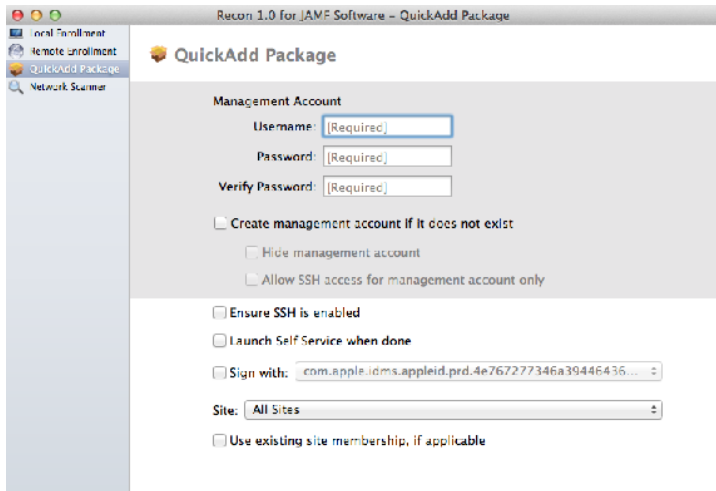 Recon 1.0 for JAMF Software – QuickAdd Package
Local Enrollment
Remote Enrollment
QuickAdd Package
Network Scanner
QuickAdd Package
Management Account
Username: [Required]
Password: [Required]
Verify Password: [Required]
Create management account if it does not exist
Hide management account
Allow SSH access for management account only
Ensure SSH is enabled
Launch Self Service when done
Sign with: com.apple.idms.appleid.prd.4e767277346a39446436...
Site: All Sites
Use existing site membership, if applicable